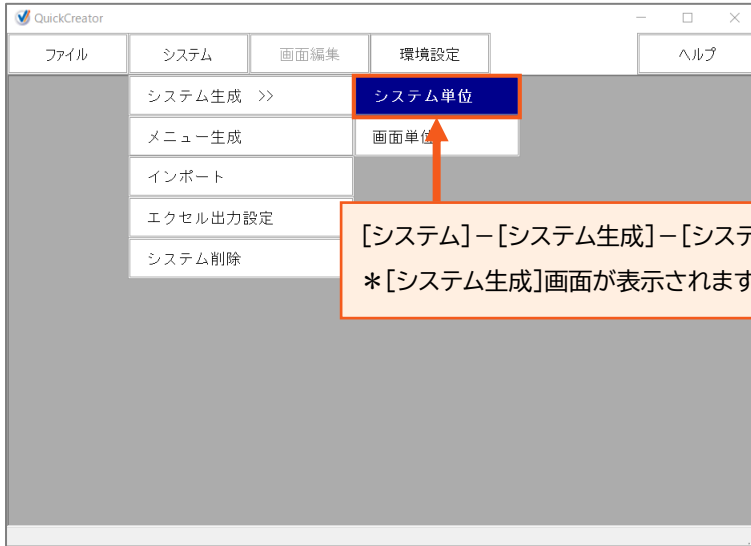 QuickCreator
ファイル システム 画面編集 環境設定 ヘルプ
システム生成 >> システム単位
メニュー生成 画面単位
インポート
エクセル出力設定
システム削除
[システム]－[システム生成]－[システ
＊[システム生成]画面が表示されます